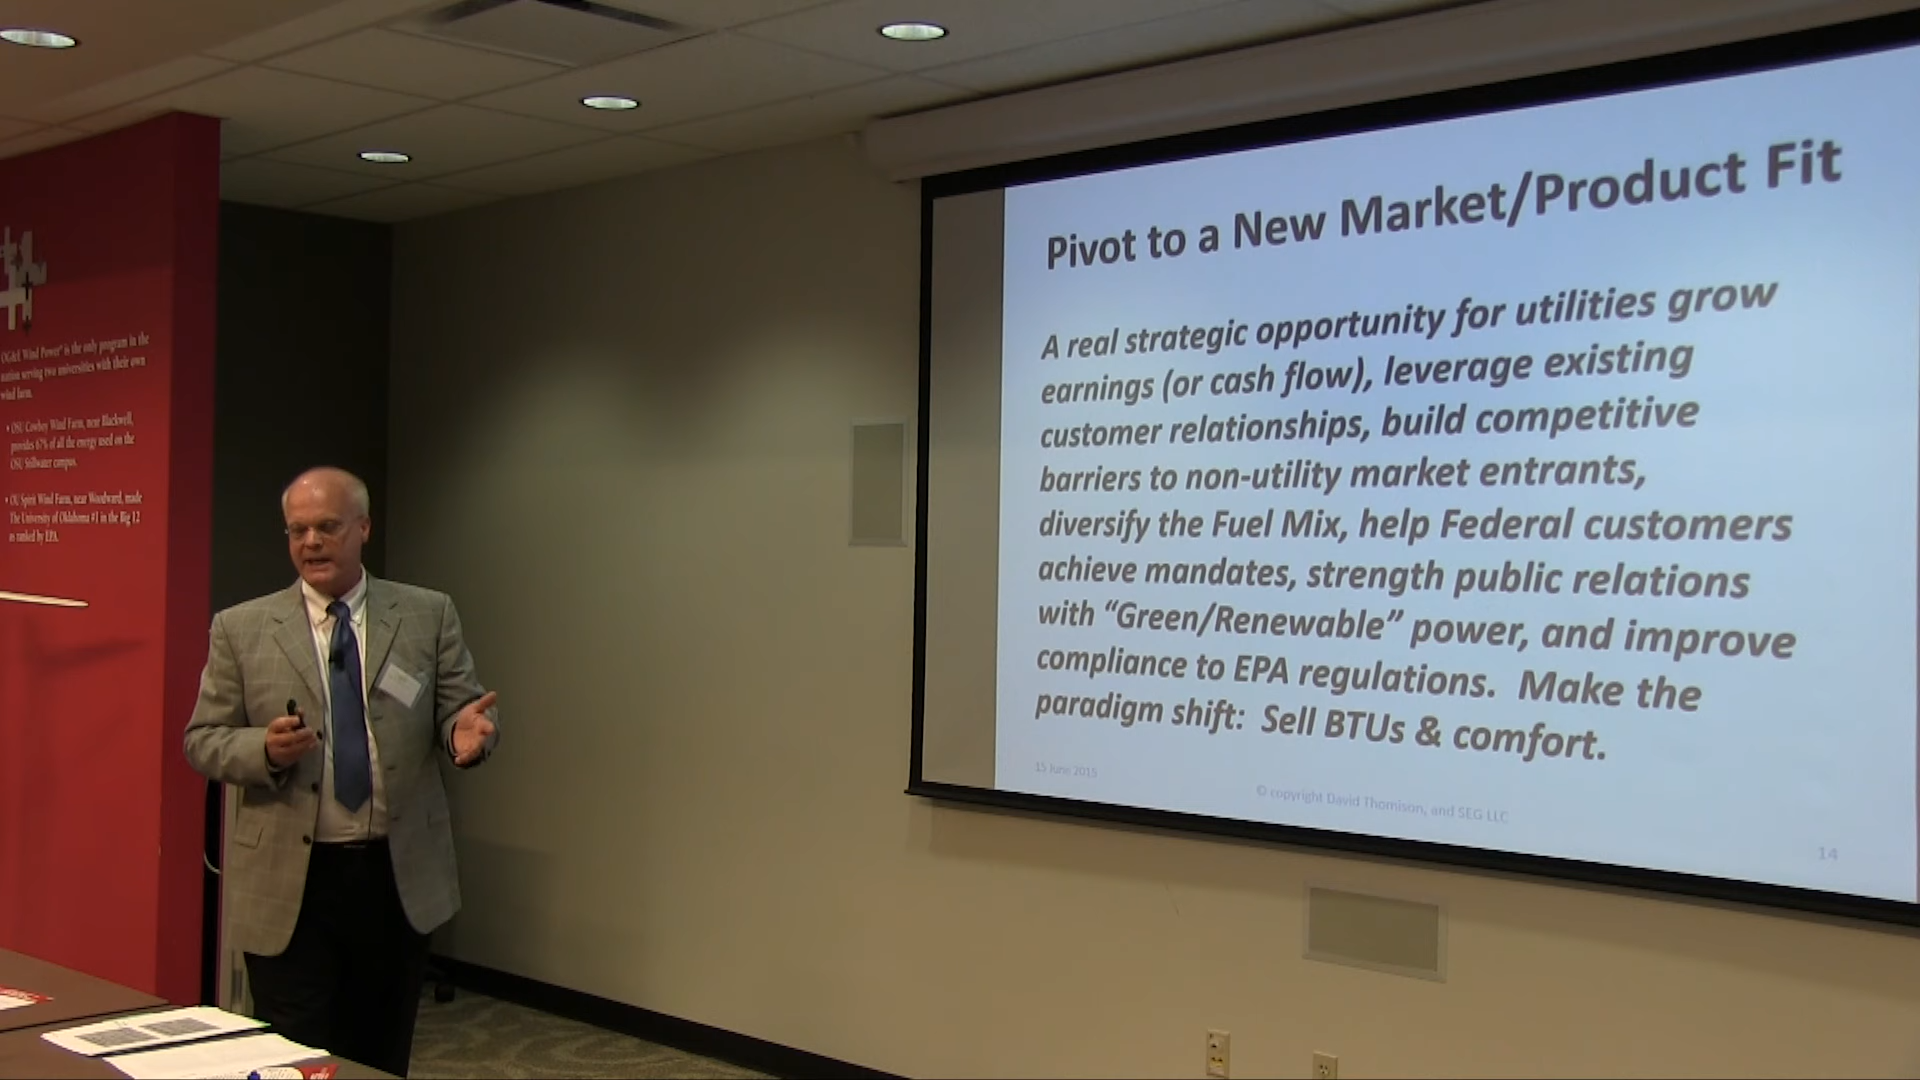 OG&E Wind Power® is the only program in the
nation serving two universities with their own
wind farm.
• OSU Cowboy Wind Farm, near Blackwell,
provides 67% of all the energy used on the
OSU Stillwater campus.
• OU Spirit Wind Farm, near Woodward, made
The University of Oklahoma #1 in the Big 12
as ranked by EPA.
Pivot to a New Market/Product Fit
A real strategic opportunity for utilities grow
earnings (or cash flow), leverage existing
customer relationships, build competitive
barriers to non-utility market entrants,
diversify the Fuel Mix, help Federal customers
achieve mandates, strength public relations
with “Green/Renewable” power, and improve
compliance to EPA regulations. Make the
paradigm shift: Sell BTUs & comfort.
15 June 2015
© copyright David Thomison, and SEG LLC
14